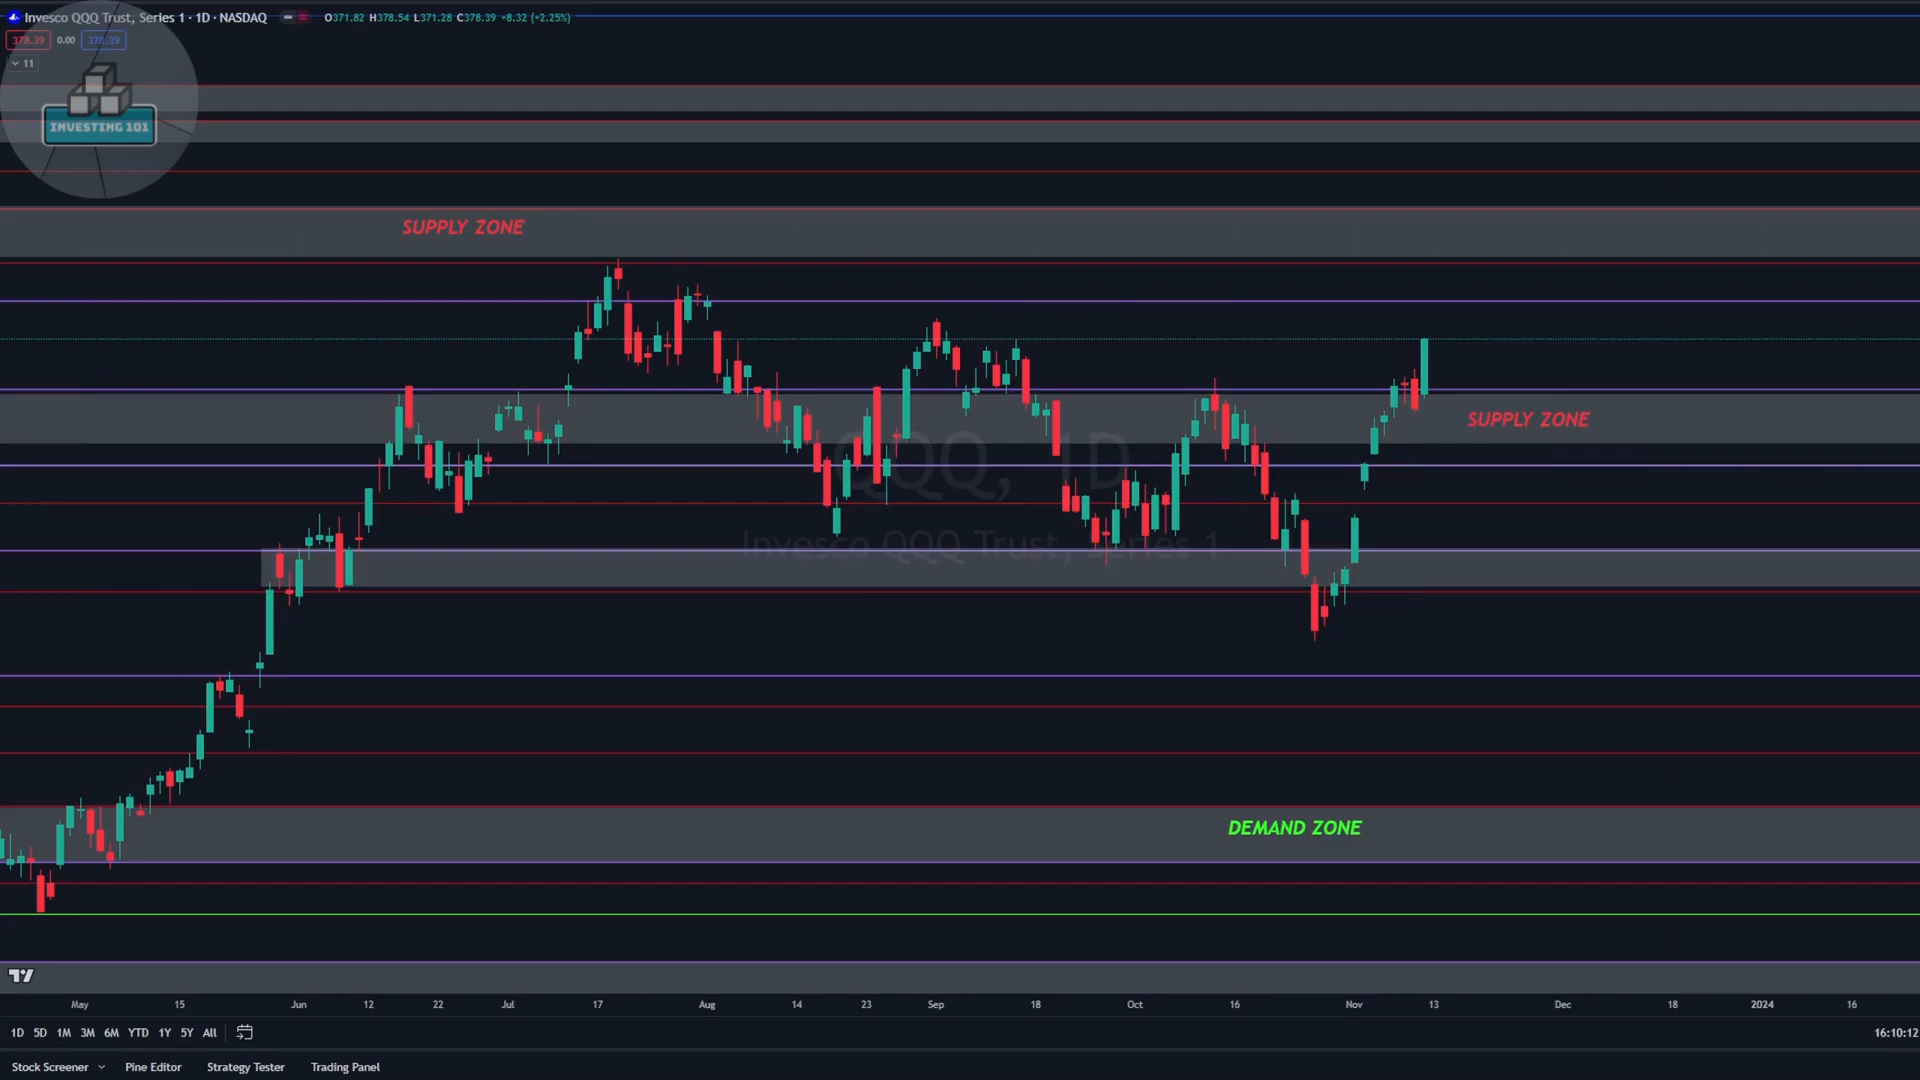 Invesco QQQ Trust, Series 1 · 1D · NASDAQ O371.82 H378.54 L371.28 C378.39 +8.32 (+2.25%)
378.39 0.00 378.39
11
INVESTING 101
SUPPLY ZONE
SUPPLY ZONE
QQQ, 1D
Invesco QQQ Trust, Series 1
DEMAND ZONE
May 15 Jun 12 22 Jul 17 Aug 14 23 Sep 18 Oct 16 Nov 13 Dec 18 2024 16
1D 5D 1M 3M 6M YTD 1Y 5Y All 16:10:12
Stock Screener Pine Editor Strategy Tester Trading Panel